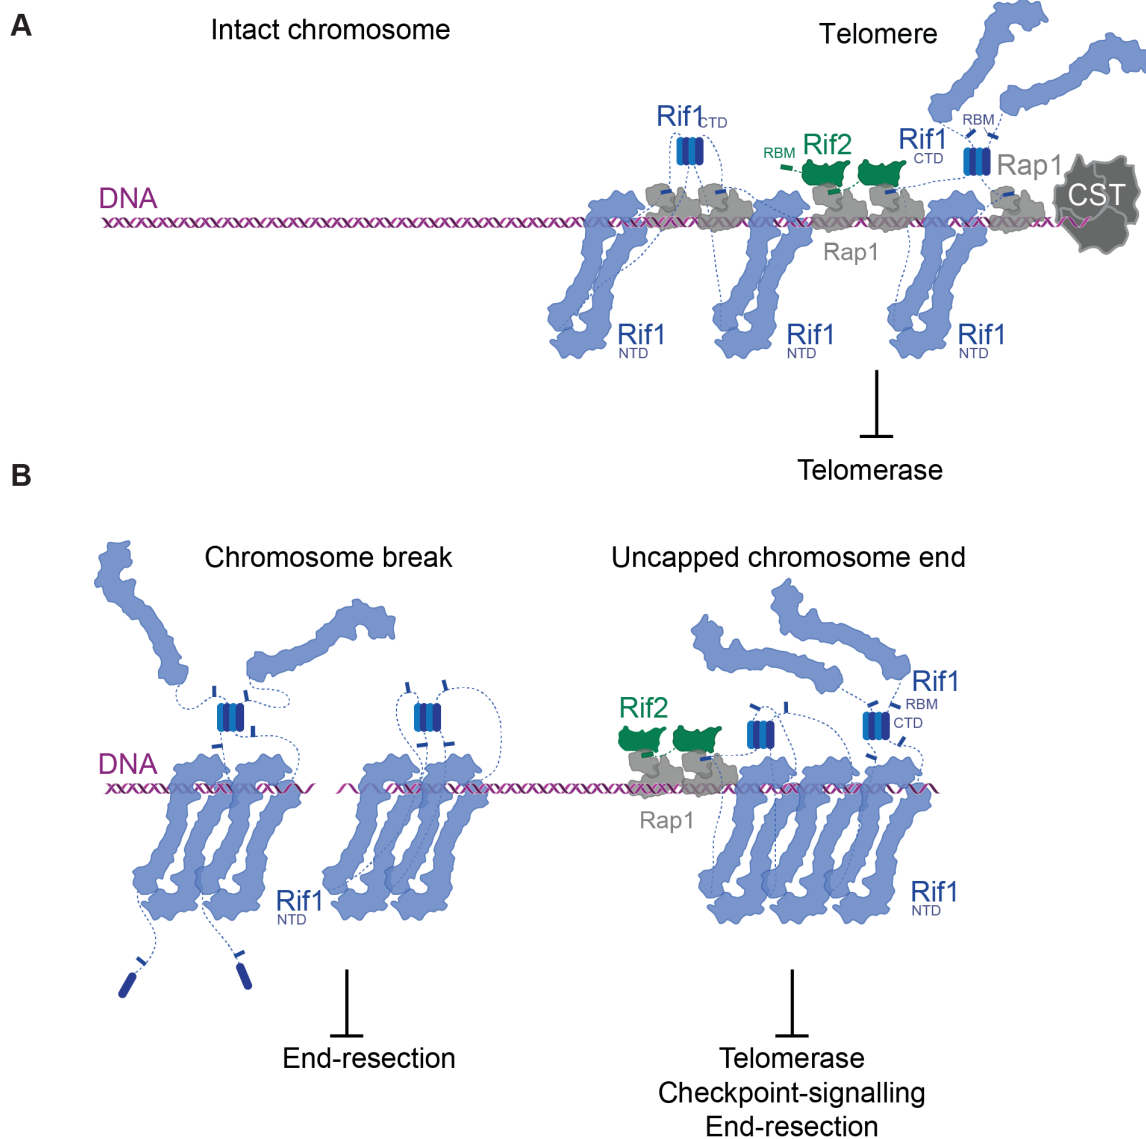 A
Intact chromosome
Telomere
Rif1
CTD
RBM
Rif2
Rif1
CTD
RBM
Rap1
DNA
CST
Rap1
Rif1
NTD
Rif1
NTD
Rif1
NTD
Telomerase
B
Chromosome break
Uncapped chromosome end
Rif1
RBM
CTD
Rif2
DNA
Rap1
Rif1
NTD
Rif1
NTD
End-resection
Telomerase
Checkpoint-signalling
End-resection